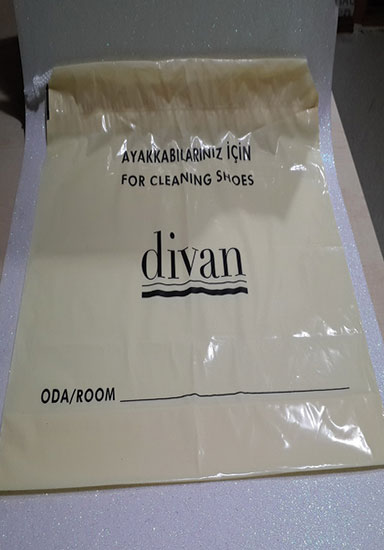 AYAKKABILARINIZ İÇİN
FOR CLEANING SHOES
divan
ODA/ROOM